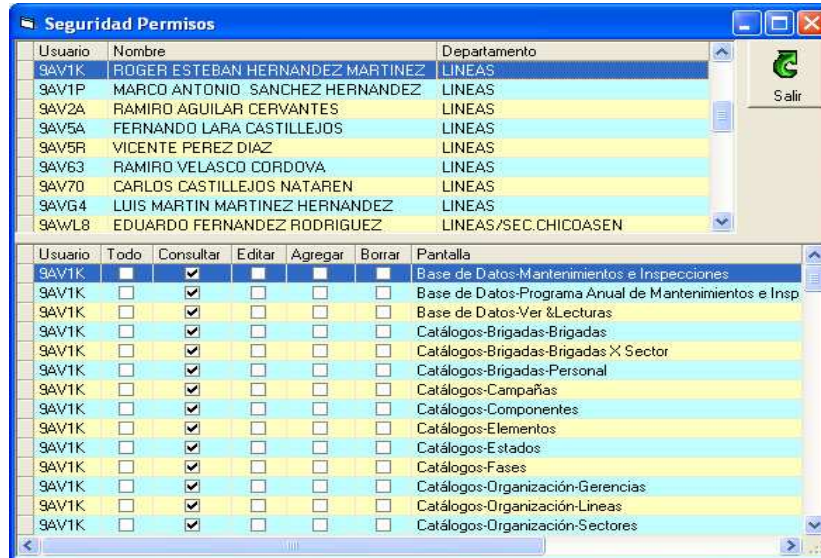 Seguridad Permisos
Usuario Nombre Departamento
9AV1K ROGER ESTEBAN HERNANDEZ MARTINEZ LINEAS
9AV1P MARCO ANTONIO SANCHEZ HERNANDEZ LINEAS
9AV2A RAMIRO AGUILAR CERVANTES LINEAS
9AV5A FERNANDO LARA CASTILLEJOS LINEAS
9AV5R VICENTE PEREZ DIAZ LINEAS
9AV63 RAMIRO VELASCO CORDOVA LINEAS
9AV70 CARLOS CASTILLEJOS NATAREN LINEAS
9AVG4 LUIS MARTIN MARTINEZ HERNANDEZ LINEAS
9AWL8 EDUARDO FERNANDEZ RODRIGUEZ LINEAS/SEC.CHICOASEN
Salir
Usuario Todo Consultar Editar Agregar Borrar Pantalla
9AV1K Base de Datos-Mantenimientos e Inspecciones
9AV1K Base de Datos-Programa Anual de Mantenimientos e Insp
9AV1K Base de Datos-Ver &Lecturas
9AV1K Catálogos-Brigadas-Brigadas
9AV1K Catálogos-Brigadas-Brigadas X Sector
9AV1K Catálogos-Brigadas-Personal
9AV1K Catálogos-Campañas
9AV1K Catálogos-Componentes
9AV1K Catálogos-Elementos
9AV1K Catálogos-Estados
9AV1K Catálogos-Fases
9AV1K Catálogos-Organización-Gerencias
9AV1K Catálogos-Organización-Lineas
9AV1K Catálogos-Organización-Sectores